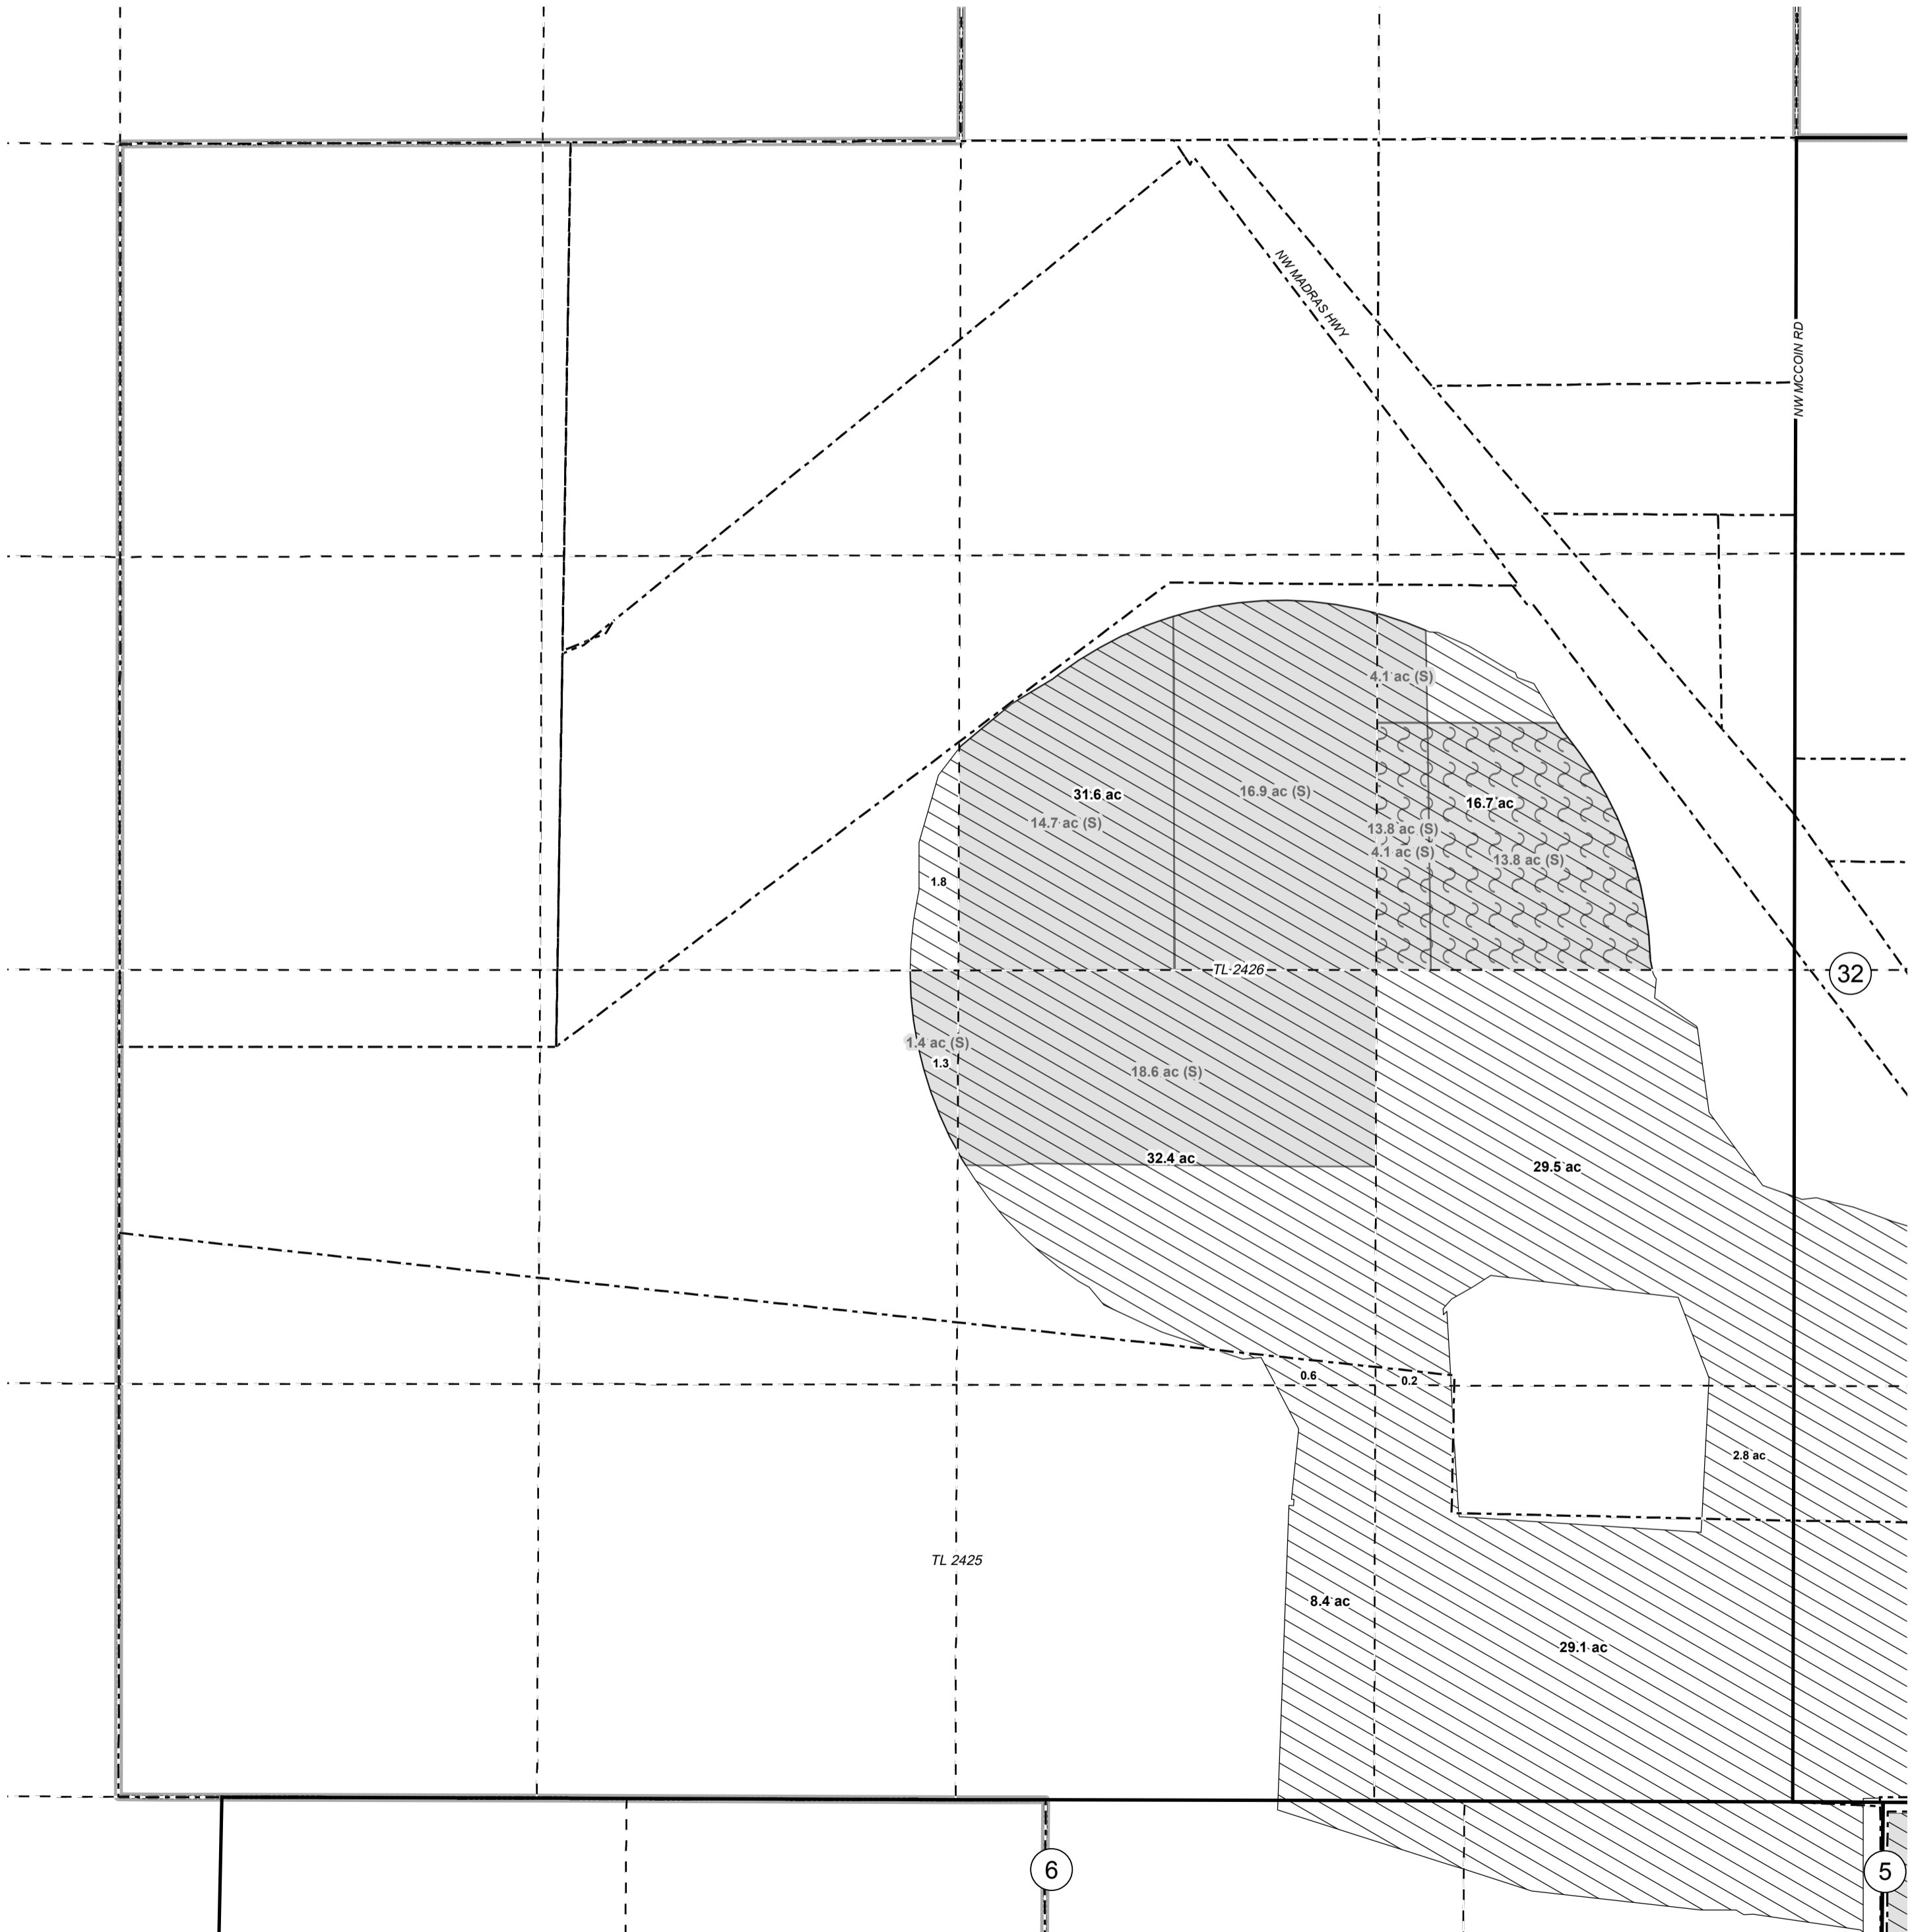 NW MADRAS HWY
NW MCCOIN RD
4.1 ac (S)
31.6 ac
16.9 ac (S)
16.7 ac
14.7 ac (S)
13.8 ac (S)
4.1 ac (S)
13.8 ac (S)
1.8
TL 2426
32
1.4 ac (S)
1.3
18.6 ac (S)
32.4 ac
29.5 ac
0.6
0.2
2.8 ac
TL 2425
8.4 ac
29.1 ac
6
5